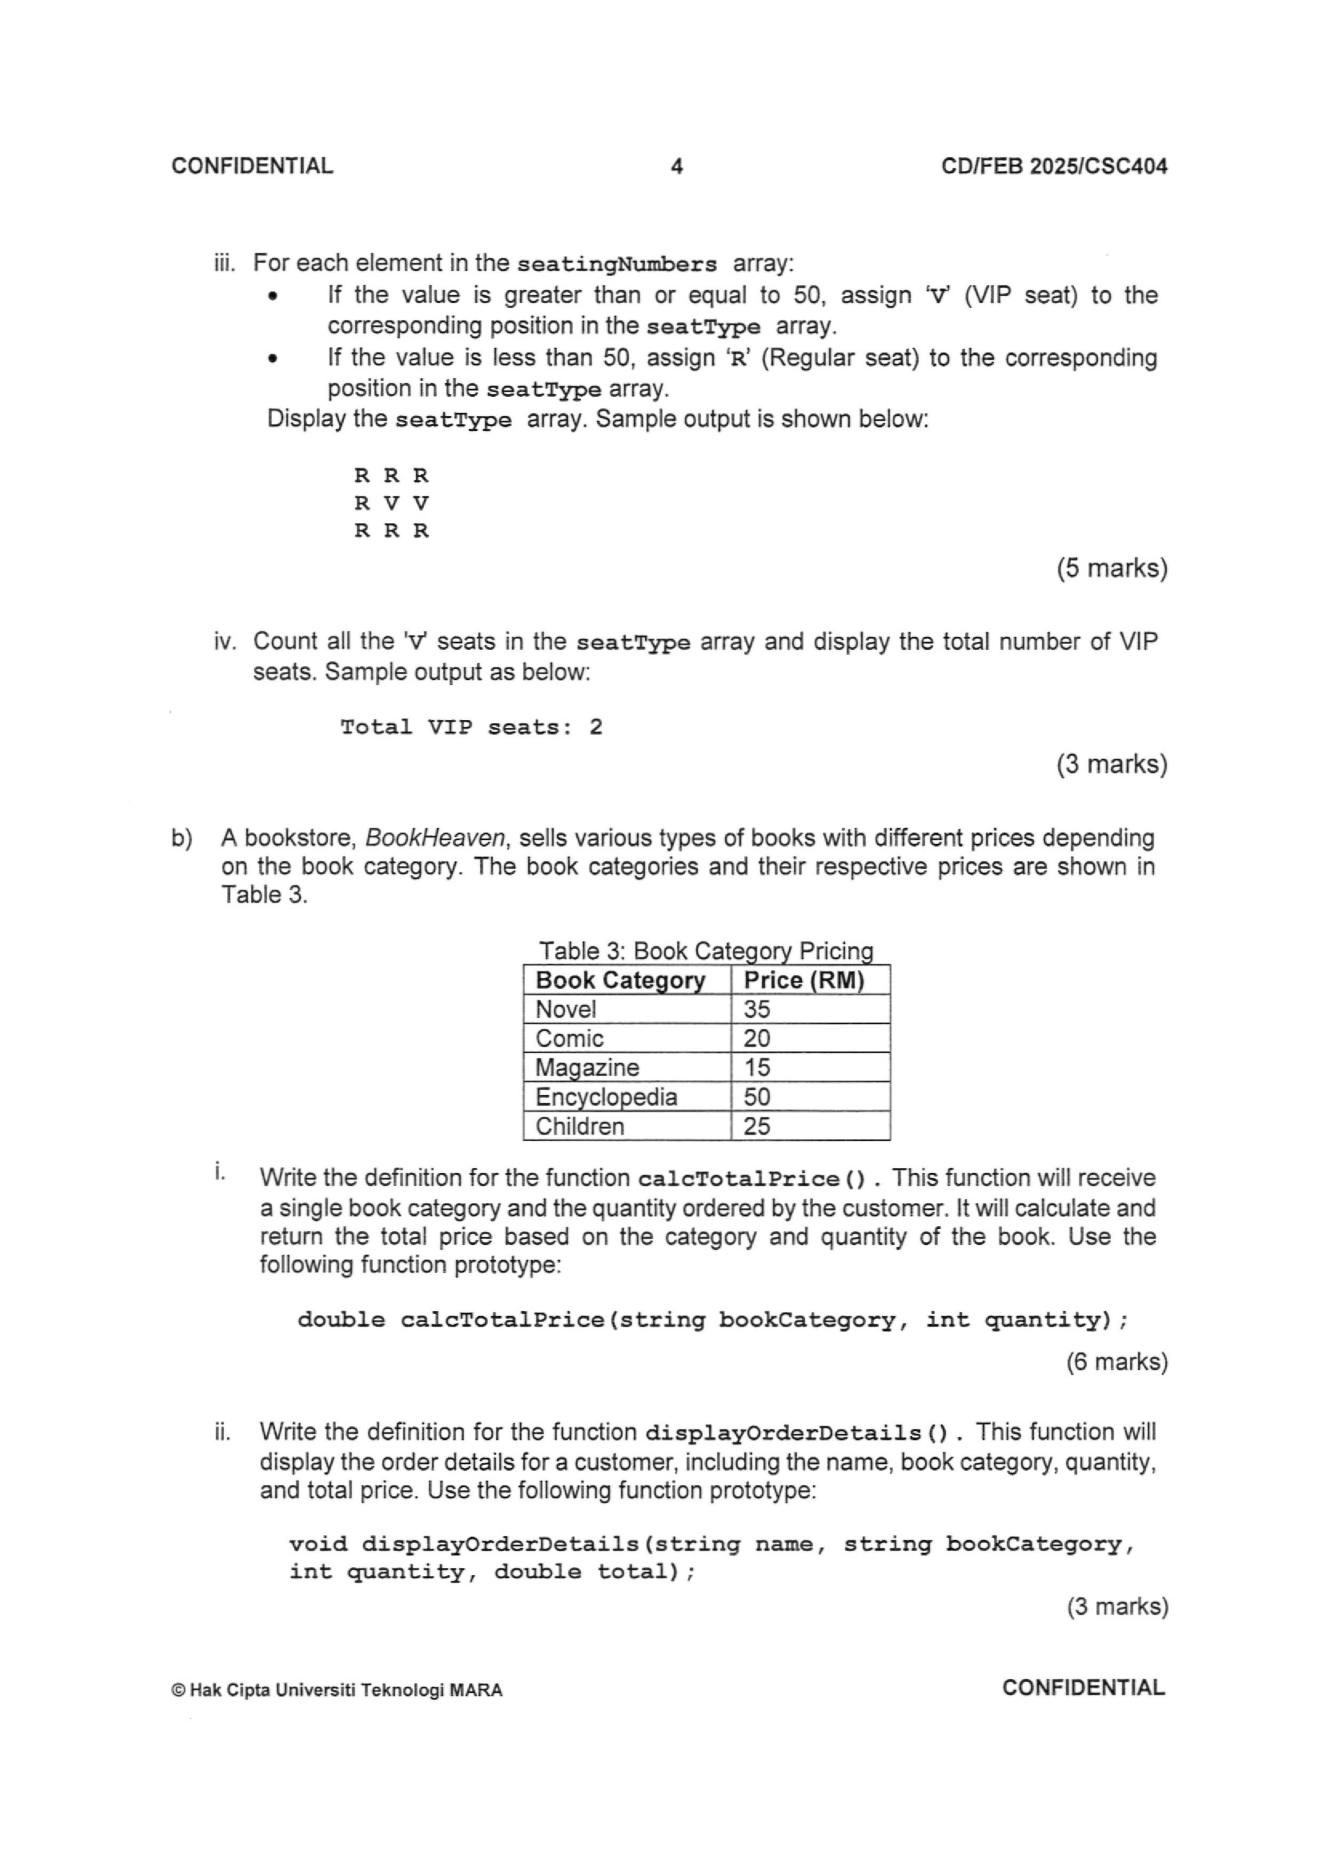 CONFIDENTIAL 4 CD/FEB 2025/CSC404
iii. For each element in the seatingNumbers array:
• If the value is greater than or equal to 50, assign 'V' (VIP seat) to the
corresponding position in the seatType array.
• If the value is less than 50, assign 'R' (Regular seat) to the corresponding
position in the seatType array.
Display the seatType array. Sample output is shown below:
R R R
R V V
R R R
(5 marks)
iv. Count all the 'V' seats in the seatType array and display the total number of VIP
seats. Sample output as below:
Total VIP seats: 2
(3 marks)
b) A bookstore, BookHeaven, sells various types of books with different prices depending
on the book category. The book categories and their respective prices are shown in
Table 3.
Table 3: Book Category Pricing
Book Category Price (RM)
Novel 35
Comic 20
Magazine 15
Encyclopedia 50
Children 25
i. Write the definition for the function calcTotalPrice(). This function will receive
a single book category and the quantity ordered by the customer. It will calculate and
return the total price based on the category and quantity of the book. Use the
following function prototype:
double calcTotalPrice(string bookCategory, int quantity);
(6 marks)
ii. Write the definition for the function displayOrderDetails(). This function will
display the order details for a customer, including the name, book category, quantity,
and total price. Use the following function prototype:
void displayOrderDetails(string name, string bookCategory,
int quantity, double total);
(3 marks)
© Hak Cipta Universiti Teknologi MARA CONFIDENTIAL